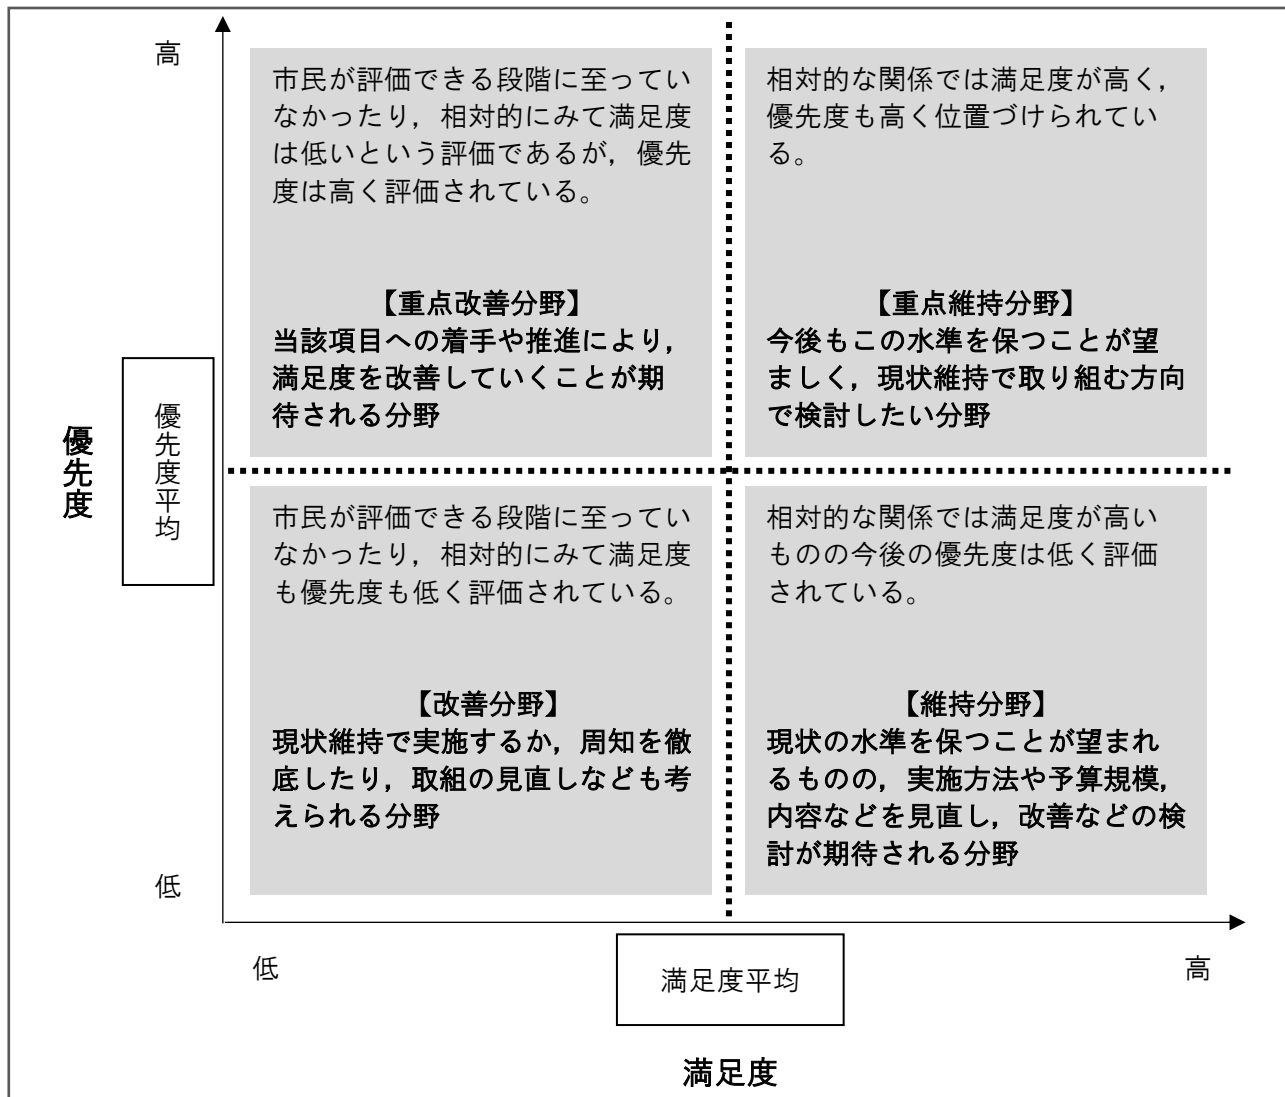 高
市民が評価できる段階に至ってい
なかったり，相対的にみて満足度
は低いという評価であるが，優先
度は高く評価されている。
【重点改善分野】
当該項目への着手や推進により，
満足度を改善していくことが期
待される分野
相対的な関係では満足度が高く，
優先度も高く位置づけられてい
る。
【重点維持分野】
今後もこの水準を保つことが望
ましく，現状維持で取り組む方向
で検討したい分野
優先度
優先度平均
市民が評価できる段階に至ってい
なかったり，相対的にみて満足度
も優先度も低く評価されている。
【改善分野】
現状維持で実施するか，周知を徹
底したり，取組の見直しなども考
えられる分野
相対的な関係では満足度が高い
ものの今後の優先度は低く評価
されている。
【維持分野】
現状の水準を保つことが望まれ
るものの，実施方法や予算規模，
内容などを見直し，改善などの検
討が期待される分野
低
低
満足度平均
高
満足度